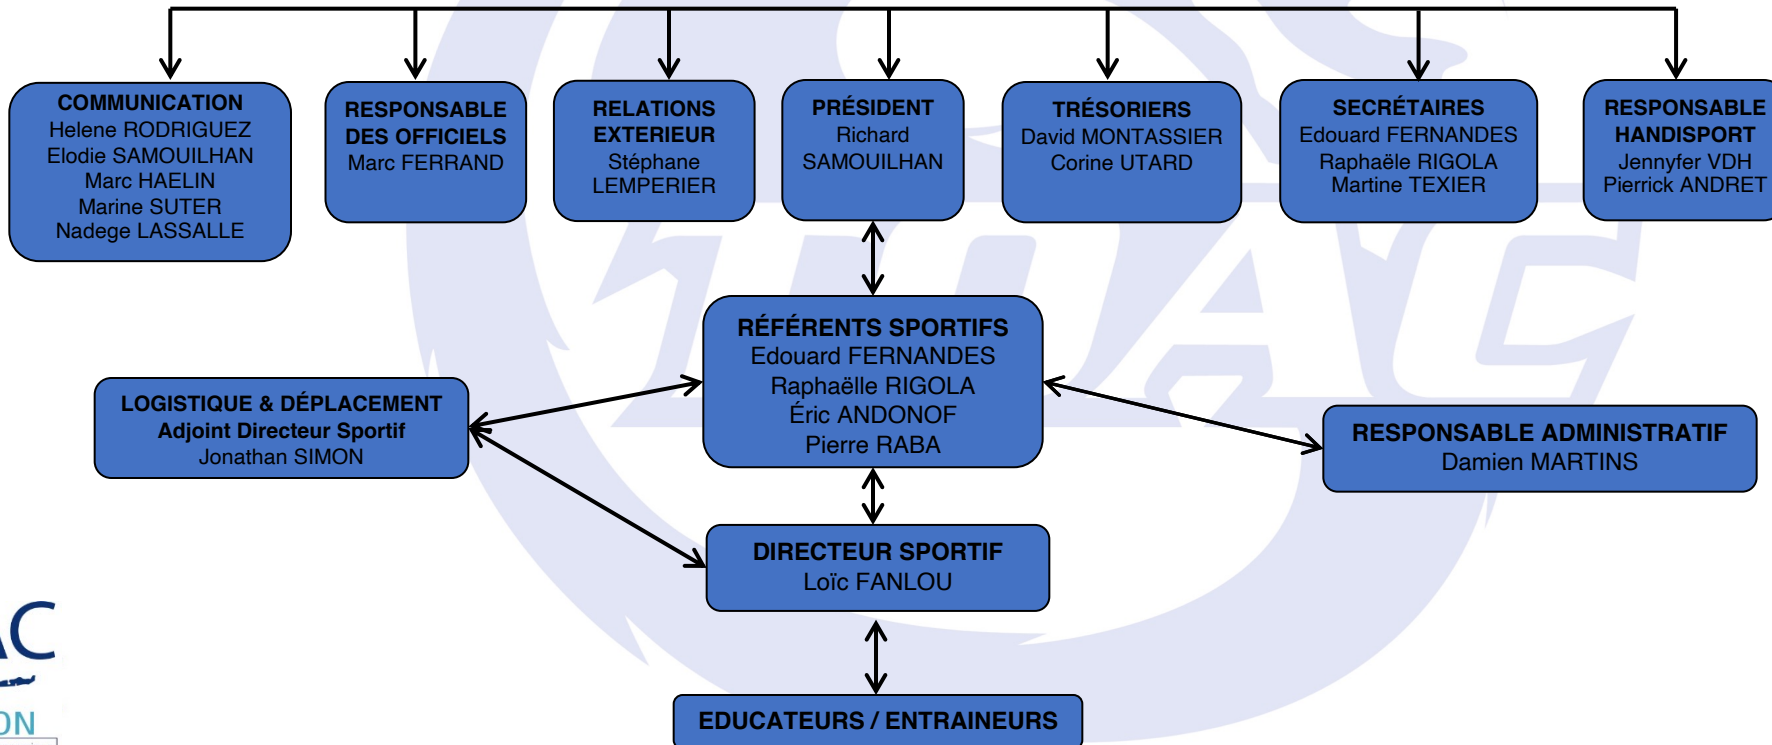 COMMUNICATION
Helene RODRIGUEZ
Elodie SAMOUILHAN
Marc HAELIN
Marine SUTER
Nadege LASSALLE
RESPONSABLE
DES OFFICIELS
Marc FERRAND
RELATIONS
EXTERIEUR
Stéphane
LEMPERIER
PRÉSIDENT
Richard
SAMOUILHAN
TRÉSORIERS
David MONTASSIER
Corine UTARD
SECRÉTAIRES
Edouard FERNANDES
Raphaële RIGOLA
Martine TEXIER
RESPONSABLE
HANDISPORT
Jennyfer VDH
Pierrick ANDRET
TOAC
RÉFÉRENTS SPORTIFS
Edouard FERNANDES
Raphaëlle RIGOLA
Éric ANDONOF
Pierre RABA
LOGISTIQUE & DÉPLACEMENT
Adjoint Directeur Sportif
Jonathan SIMON
RESPONSABLE ADMINISTRATIF
Damien MARTINS
DIRECTEUR SPORTIF
Loïc FANLOU
EDUCATEURS / ENTRAINEURS
AC
ON